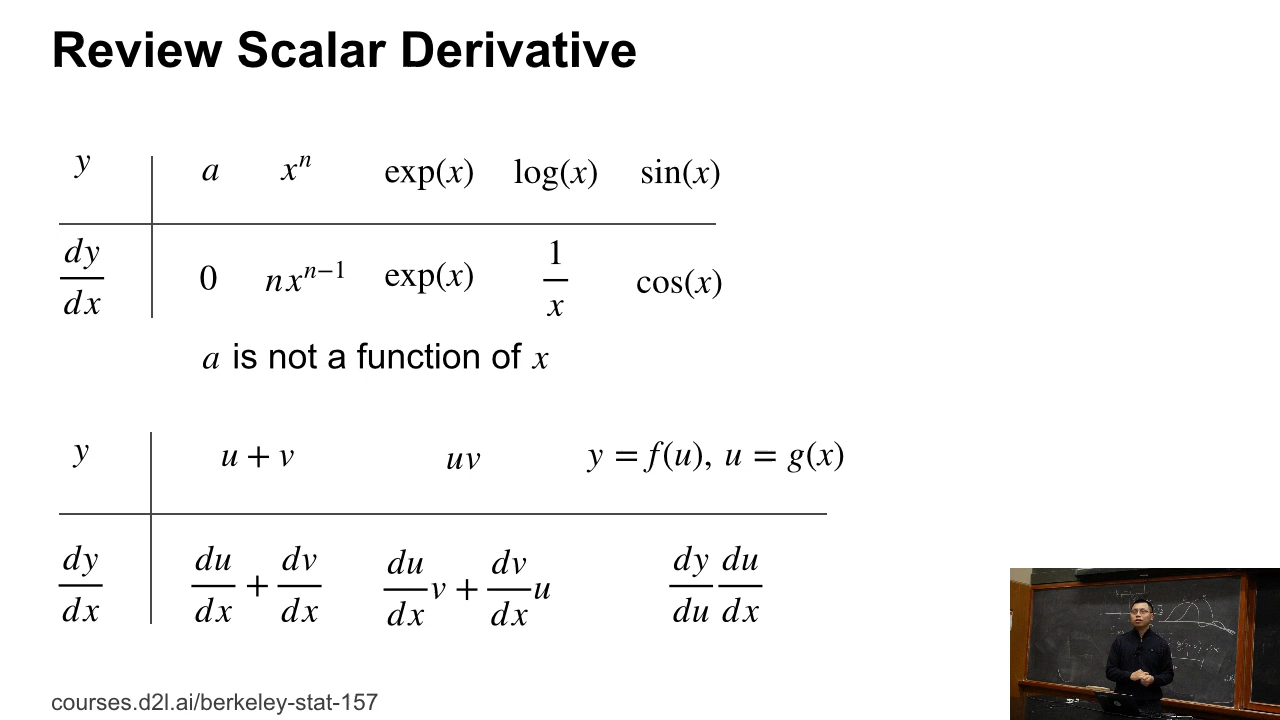 Review Scalar Derivative
y a xⁿ exp(x) log(x) sin(x)
dy/dx 0 nxⁿ⁻¹ exp(x) 1/x cos(x)
a is not a function of x
y u + v uv y = f(u), u = g(x)
dy/dx du/dx + dv/dx du/dx v + dv/dx u dy/du du/dx
courses.d2l.ai/berkeley-stat-157